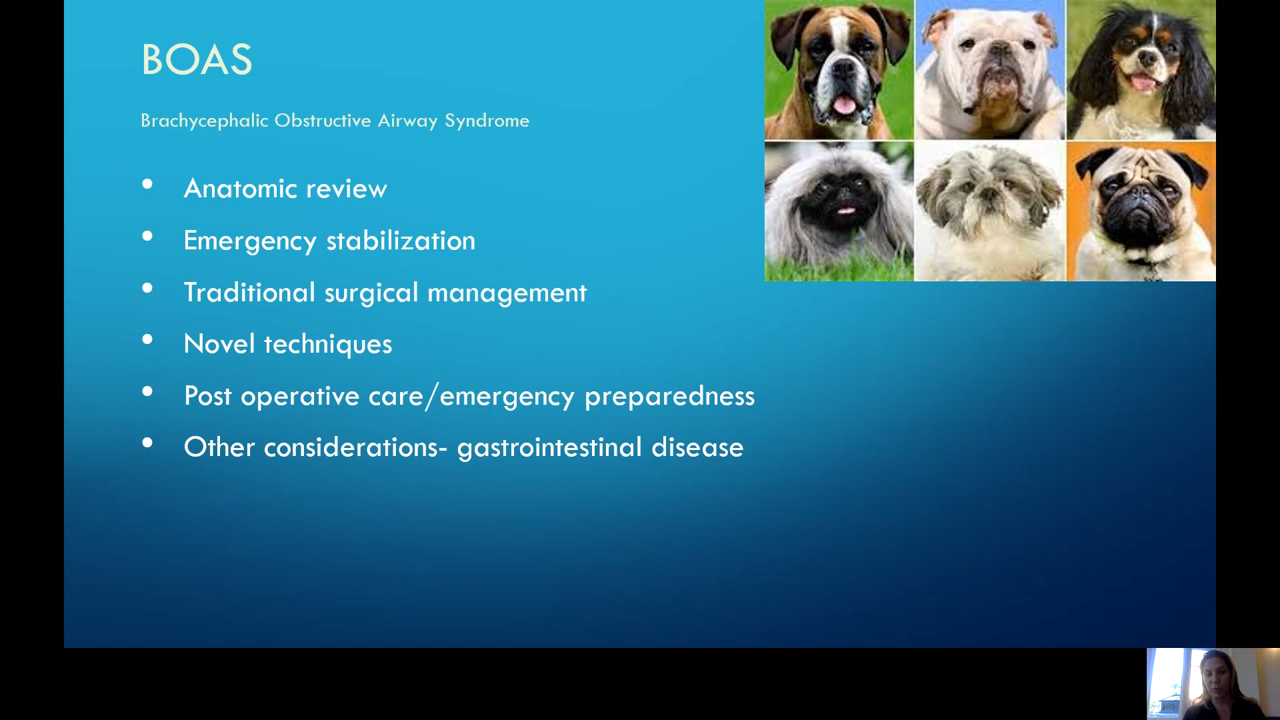 BOAS
Brachycephalic Obstructive Airway Syndrome
• Anatomic review
• Emergency stabilization
• Traditional surgical management
• Novel techniques
• Post operative care/emergency preparedness
• Other considerations- gastrointestinal disease